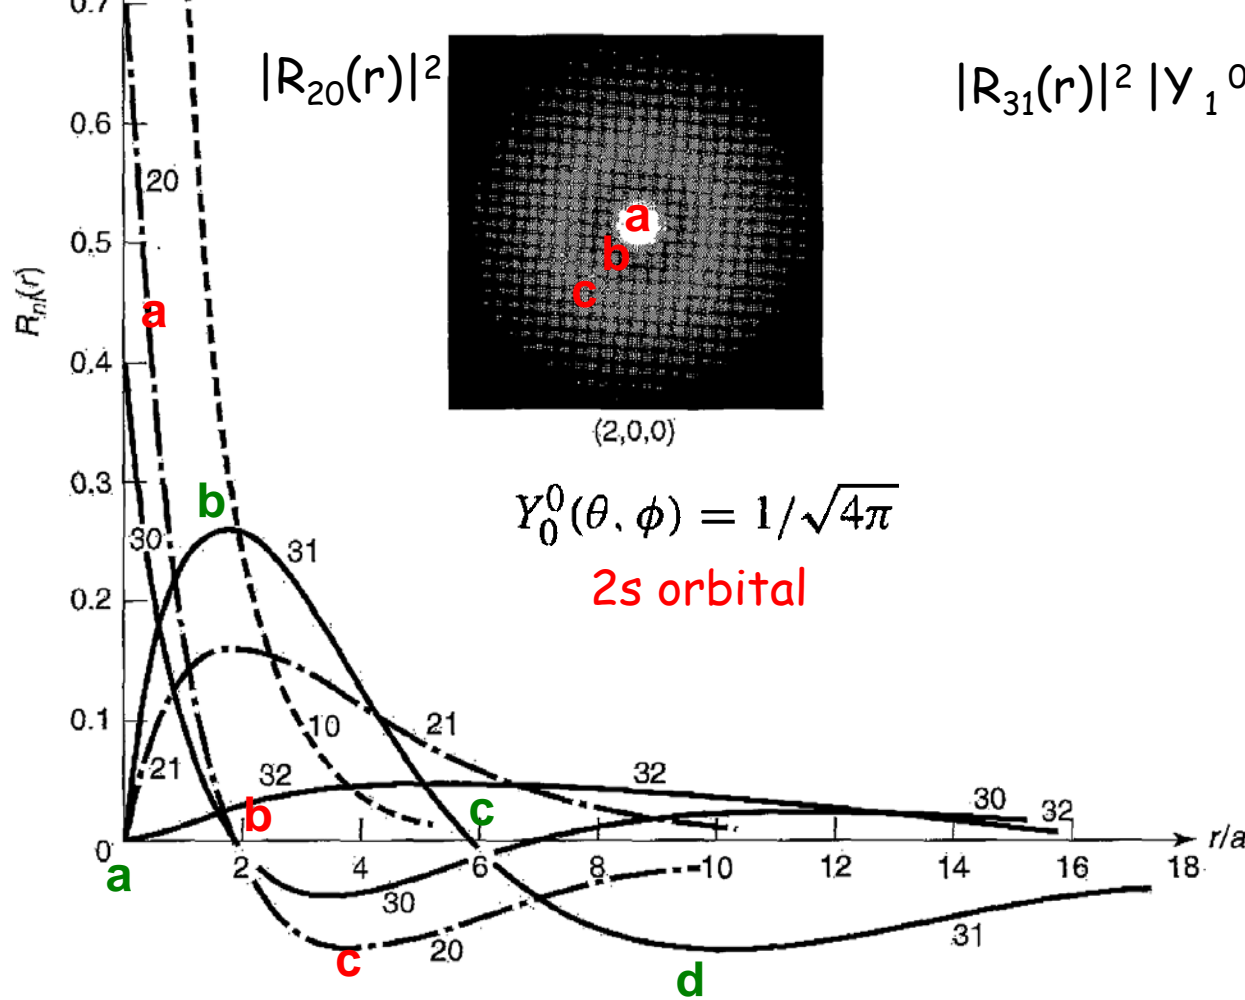 0.7
|R₂₀(r)|²
|R₃₁(r)|² |Y₁⁰
0.6
20
0.5
a
b
c
Rₙₗ(r)
a
0.4
(2,0,0)
0.3
b
Y₀⁰(θ, ϕ) = 1/√4π
30
31
2s orbital
0.2
0.1
10
21
21
32
32
b
c
30
32
0
2
4
6
8
10
12
14
16
18
r/a
a
30
20
31
c
d